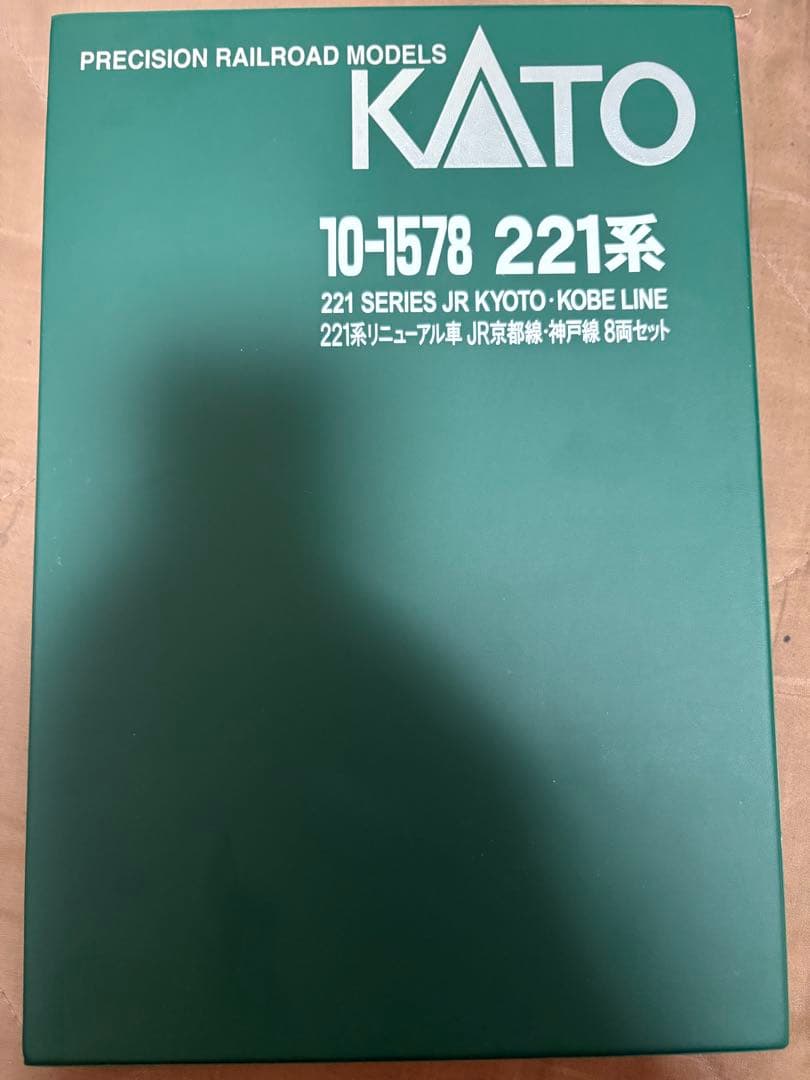 PRECISION RAILROAD MODELS
KATO
10-1578 221系
221 SERIES JR KYOTO・KOBE LINE
221系リニューアル車 JR京都線・神戸線 8両セット